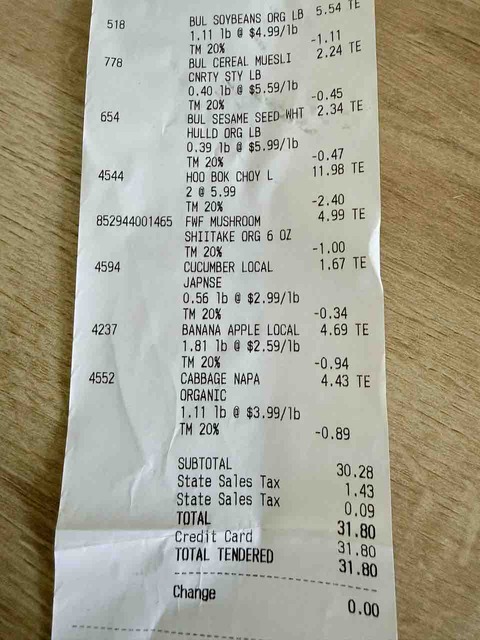 518 BUL SOYBEANS ORG LB 5.54 TE
1.11 lb @ $4.99/lb
TM 20% -1.11
778 BUL CEREAL MUESLI 2.24 TE
CNRTY STY LB
0.40 lb @ $5.59/lb
TM 20% -0.45
654 BUL SESAME SEED WHT 2.34 TE
HULLD ORG LB
0.39 lb @ $5.99/lb
TM 20% -0.47
4544 HOO BOK CHOY L 11.98 TE
2 @ 5.99
TM 20% -2.40
852944001465 FWF MUSHROOM 4.99 TE
SHIITAKE ORG 6 OZ
TM 20% -1.00
4594 CUCUMBER LOCAL 1.67 TE
JAPNSE
0.56 lb @ $2.99/lb
TM 20% -0.34
4237 BANANA APPLE LOCAL 4.69 TE
1.81 lb @ $2.59/lb
TM 20% -0.94
4552 CABBAGE NAPA 4.43 TE
ORGANIC
1.11 lb @ $3.99/lb
TM 20% -0.89
SUBTOTAL 30.28
State Sales Tax 1.43
State Sales Tax 0.09
TOTAL 31.80
Credit Card 31.80
TOTAL TENDERED 31.80
Change 0.00